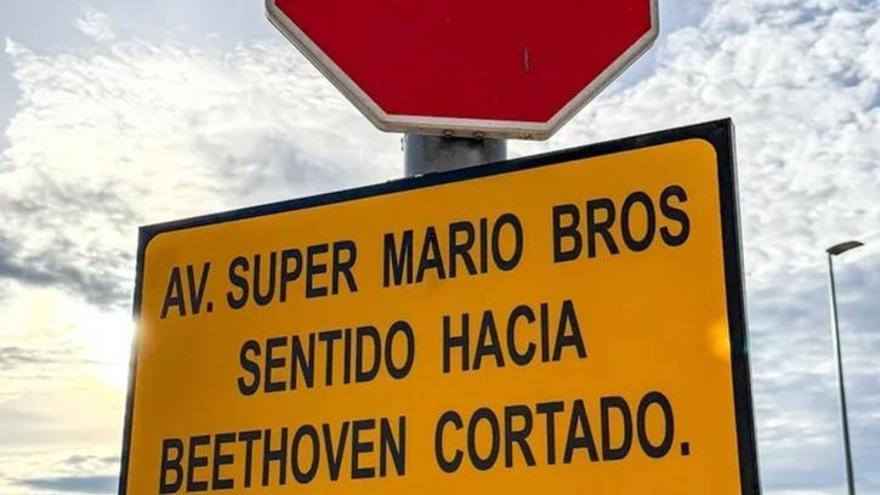 AV. SUPER MARIO BROS
SENTIDO HACIA
BEETHOVEN CORTADO.